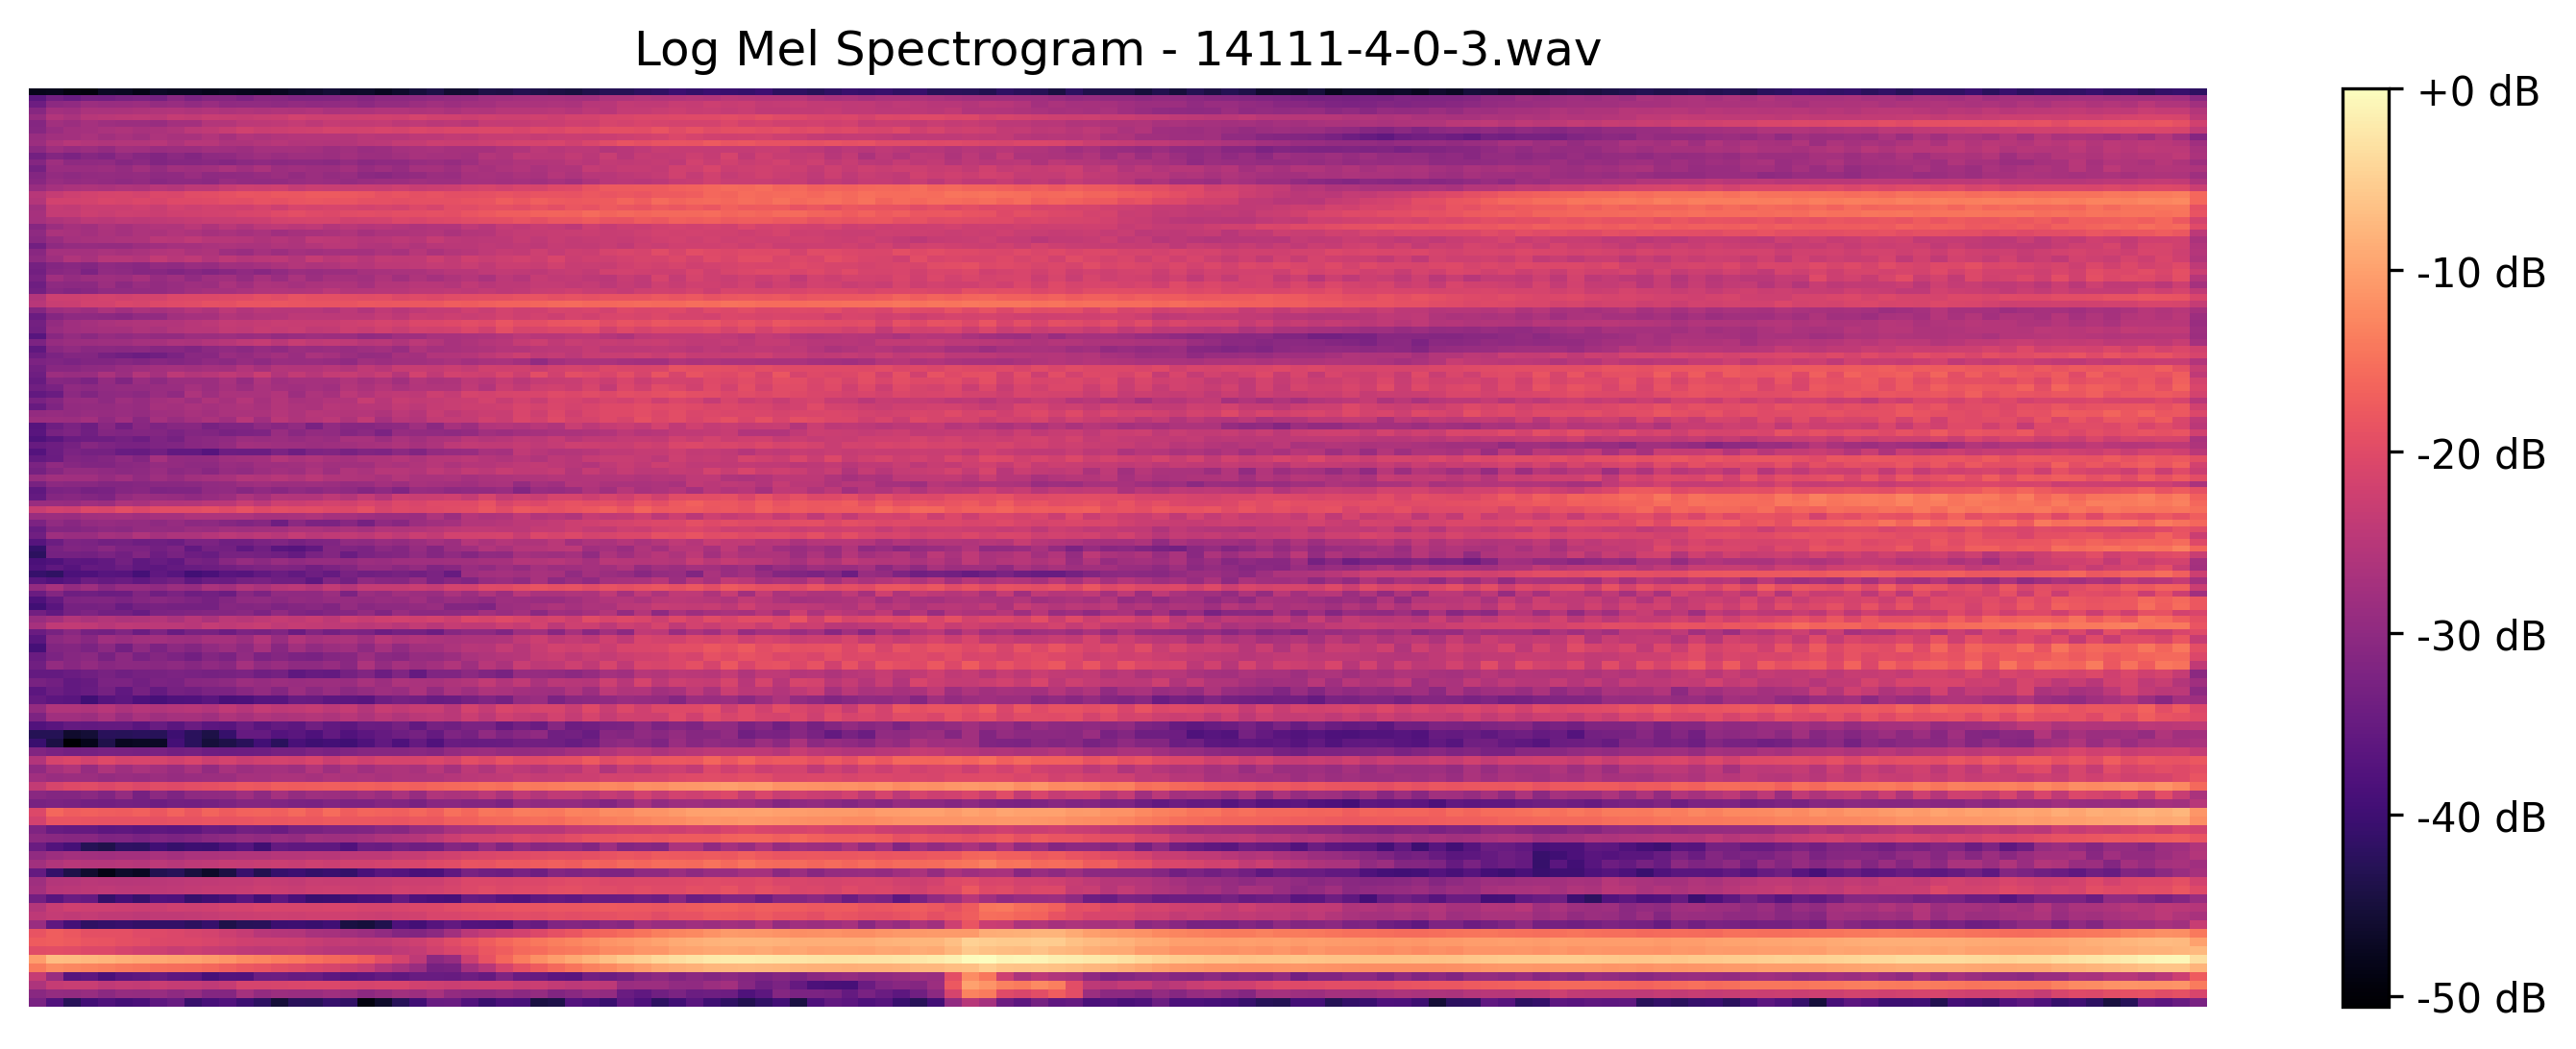 Log Mel Spectrogram - 14111-4-0-3.wav
+0 dB
-10 dB
-20 dB
-30 dB
-40 dB
-50 dB